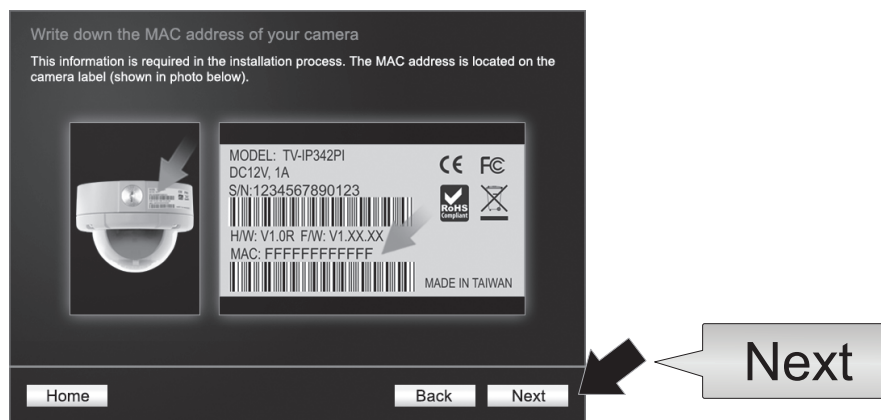 Write down the MAC address of your camera
This information is required in the installation process. The MAC address is located on the
camera label (shown in photo below).
MODEL: TV-IP342PI
DC12V, 1A
S/N:1234567890123
H/W: V1.0R F/W: V1.XX.XX
MAC: FFFFFFFFFFFF
CE FC
RoHS
Compliant
MADE IN TAIWAN
Home
Back
Next
Next